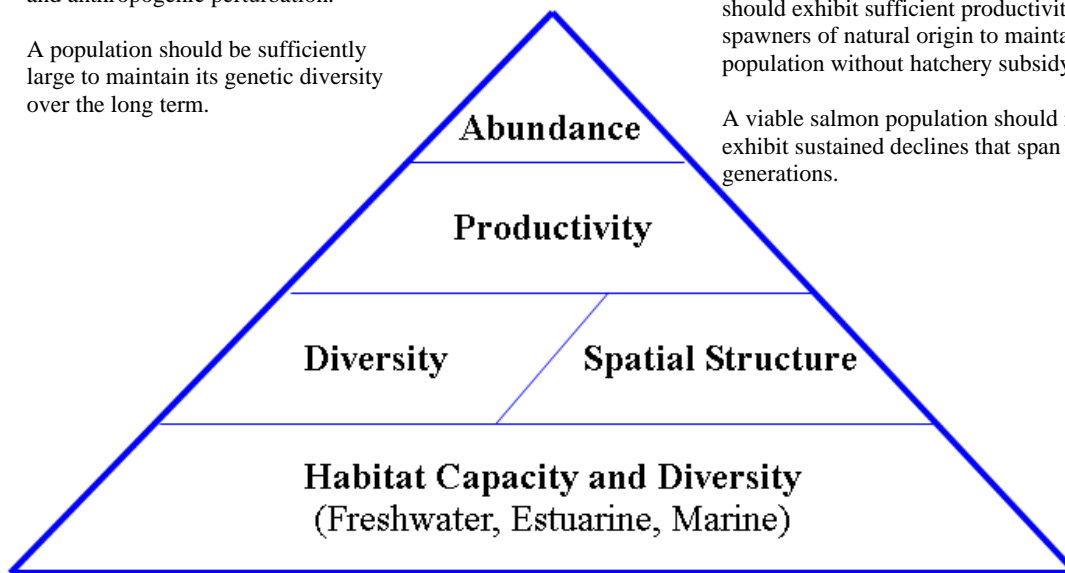 and anthropogenic perturbation.
A population should be sufficiently
large to maintain its genetic diversity
over the long term.
should exhibit sufficient productivit
spawners of natural origin to mainta
population without hatchery subsidy
A viable salmon population should
exhibit sustained declines that span
generations.
Abundance
Productivity
Diversity
Spatial Structure
Habitat Capacity and Diversity
(Freshwater, Estuarine, Marine)